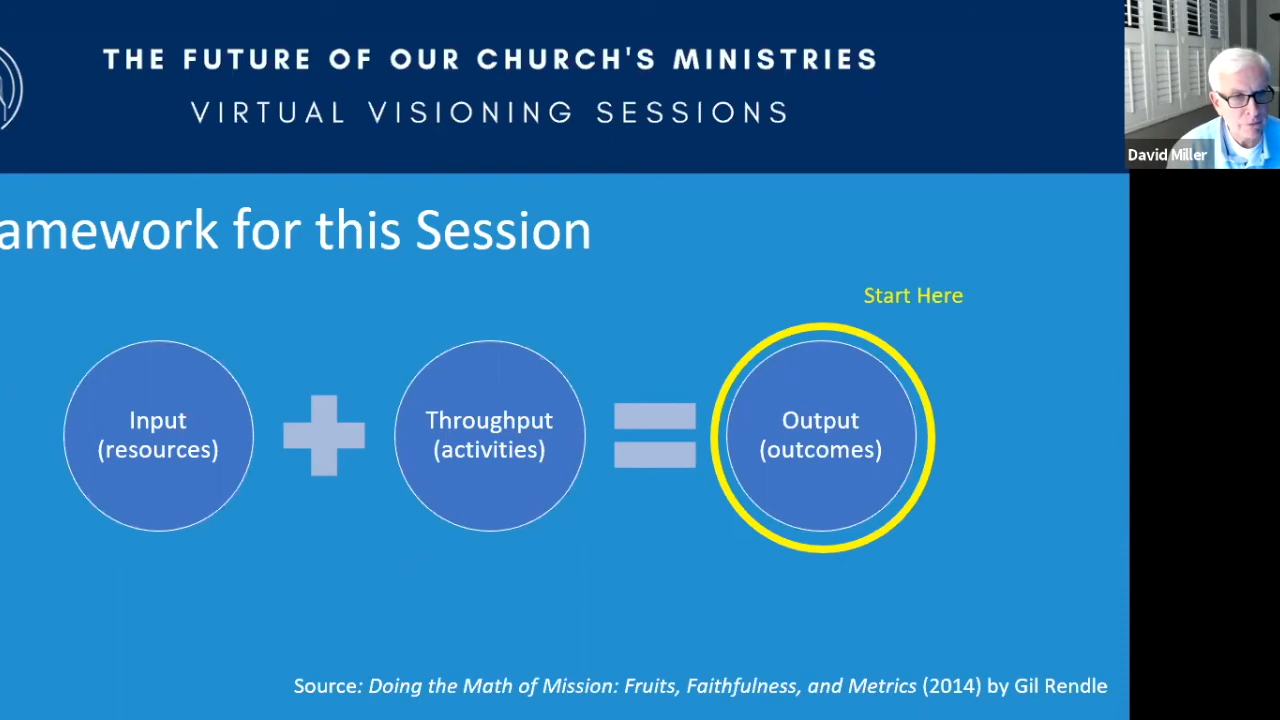 THE FUTURE OF OUR CHURCH'S MINISTRIES
VIRTUAL VISIONING SESSIONS
David Miller
amework for this Session
Start Here
Input
(resources)
Throughput
(activities)
Output
(outcomes)
Source: Doing the Math of Mission: Fruits, Faithfulness, and Metrics (2014) by Gil Rendle